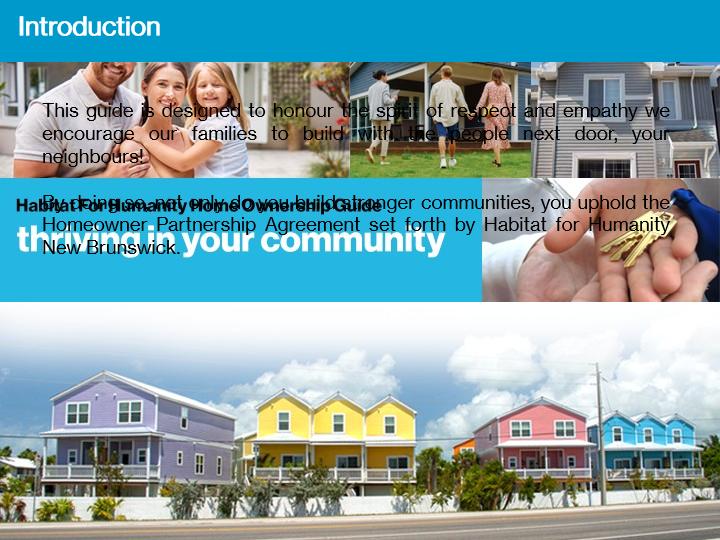 Introduction
This guide is designed to honour the spirit of respect and empathy we
encourage our families to build with the people next door, your
neighbours!
Habitat For Humanity Home Ownership Guide
By doing so, not only do you build stronger communities, you uphold the
Homeowner Partnership Agreement set forth by Habitat for Humanity
thriving in your community
New Brunswick.